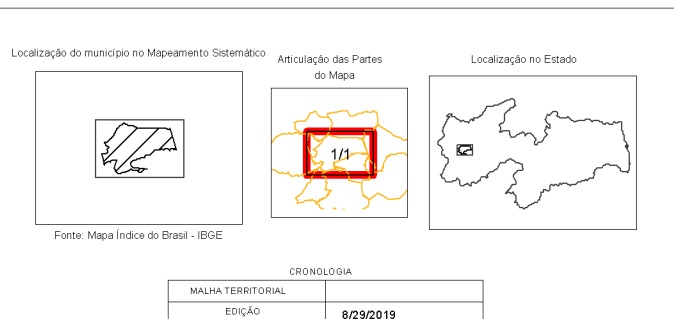 Localização do município no Mapeamento Sistemático
Articulação das Partes
do Mapa
Localização no Estado
1/1
Fonte: Mapa Índice do Brasil - IBGE
CRONOLOGIA
MALHA TERRITORIAL
EDIÇÃO 8/29/2019